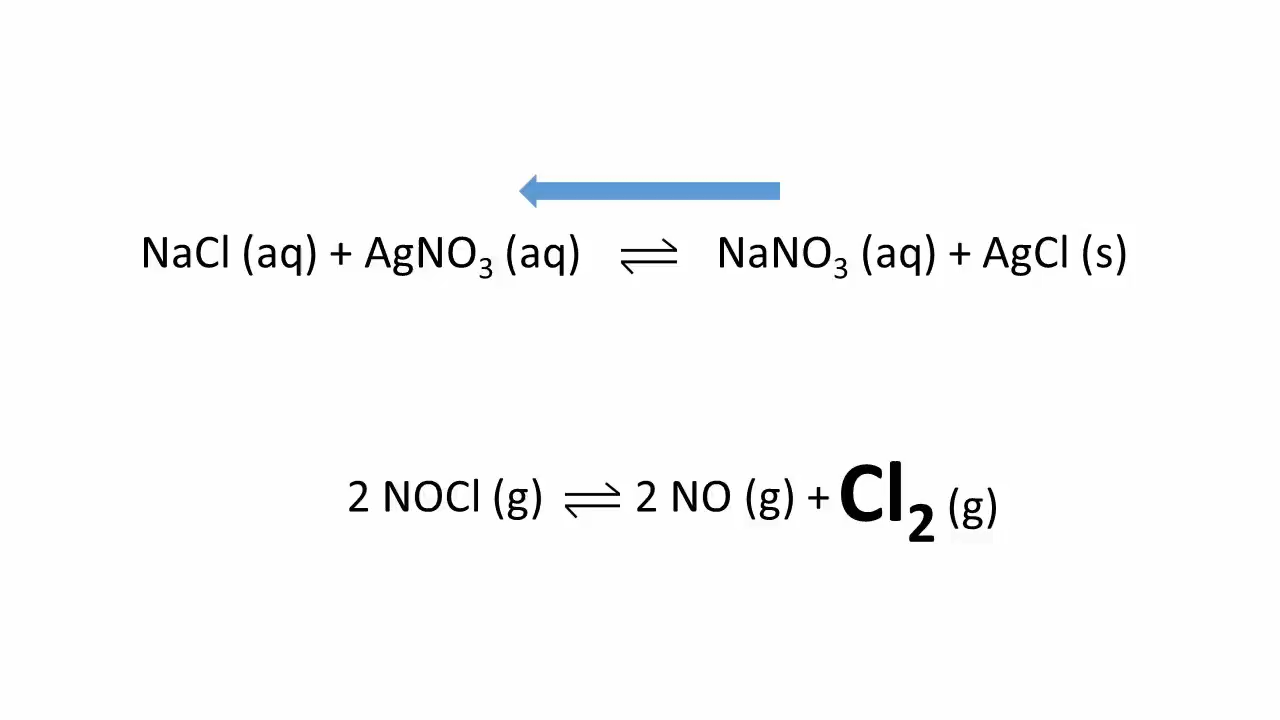 NaCl (aq) + AgNO₃ (aq) ⇌ NaNO₃ (aq) + AgCl (s)
2 NOCl (g) ⇌ 2 NO (g) + Cl₂ (g)